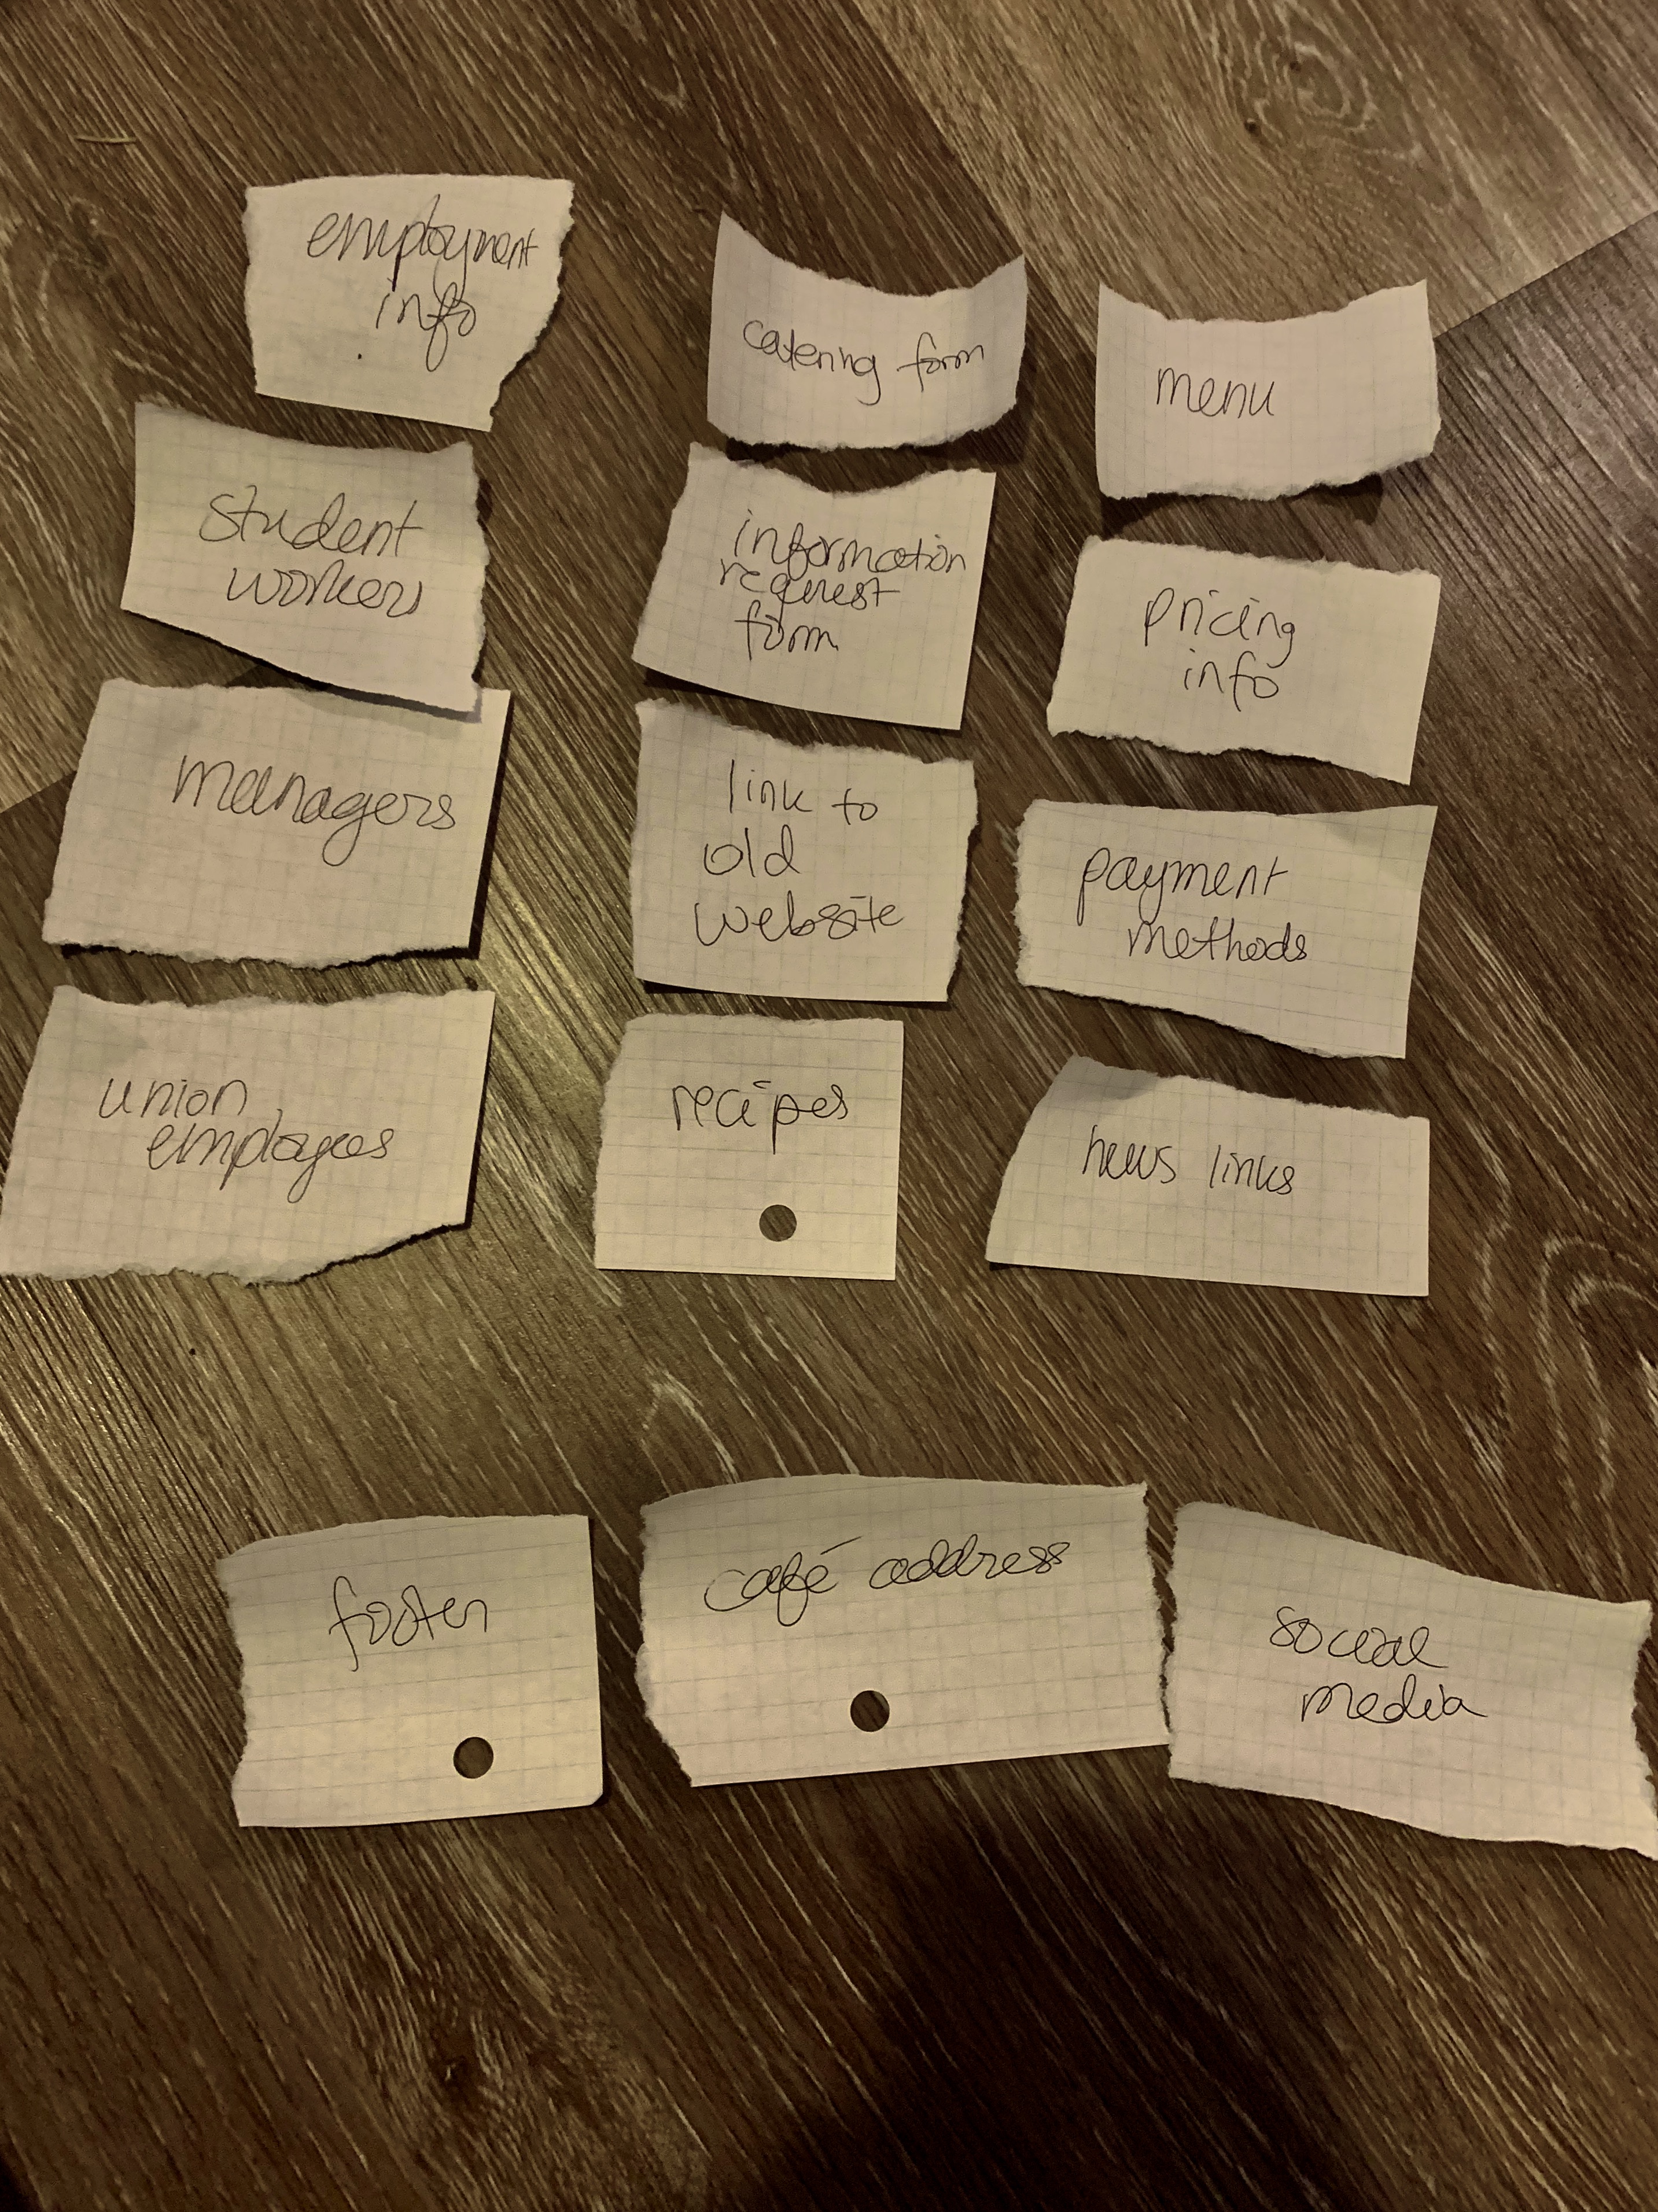 employment
info
student
workers
managers
union
employees
catering form
information
request
form
link to
old
website
recipes
menu
pricing
info
payment
methods
news links
footer
café address
social
media